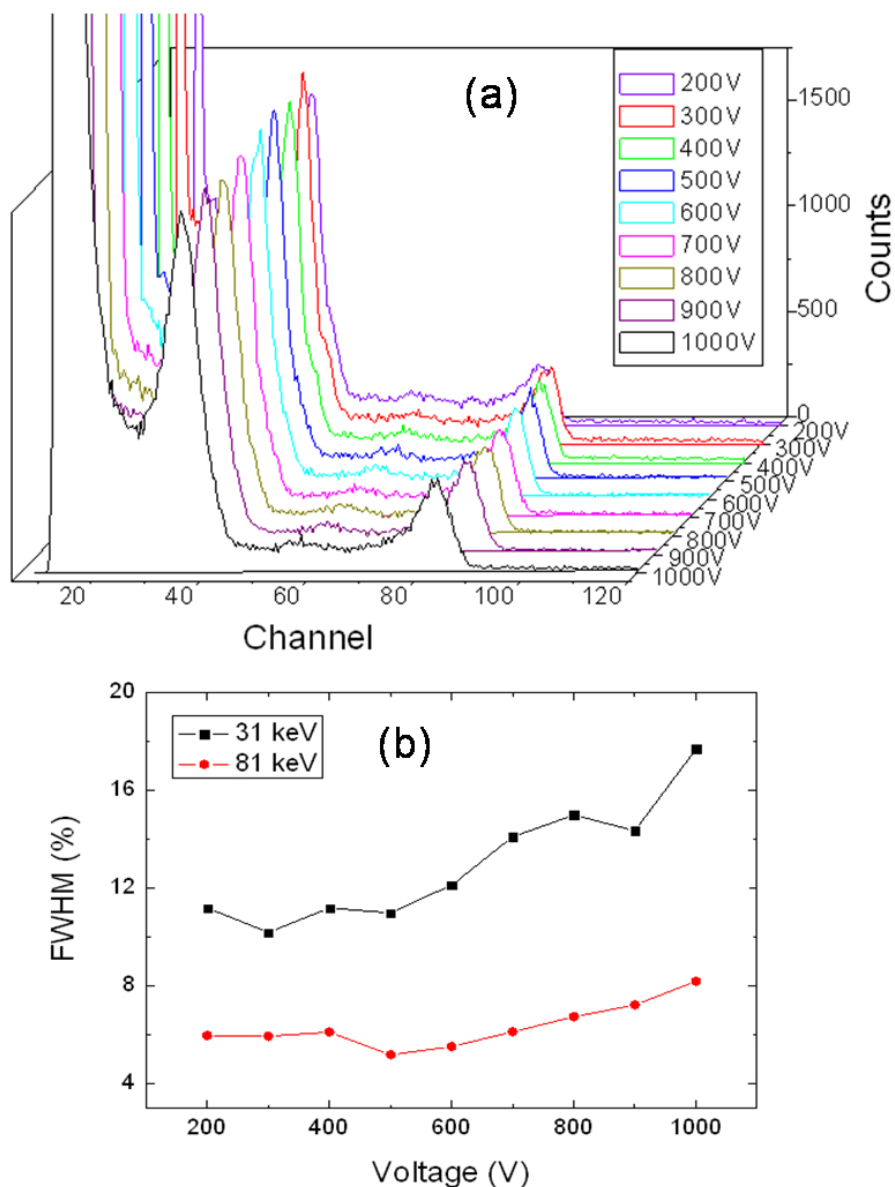 (a)
200V
300V
400V
500V
600V
700V
800V
900V
1000V
1500
1000
500
0
Counts
200V
300V
400V
500V
600V
700V
800V
900V
1000V
20 40 60 80 100 120
Channel
(b)
31 keV
81 keV
20
16
12
8
4
FWHM (%)
200 400 600 800 1000
Voltage (V)